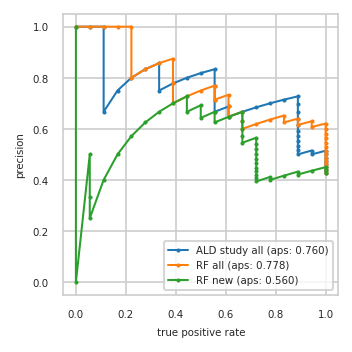 1.0
0.8
0.6
0.4
0.2
0.0
precision
0.0 0.2 0.4 0.6 0.8 1.0
true positive rate
ALD study all (aps: 0.760)
RF all (aps: 0.778)
RF new (aps: 0.560)